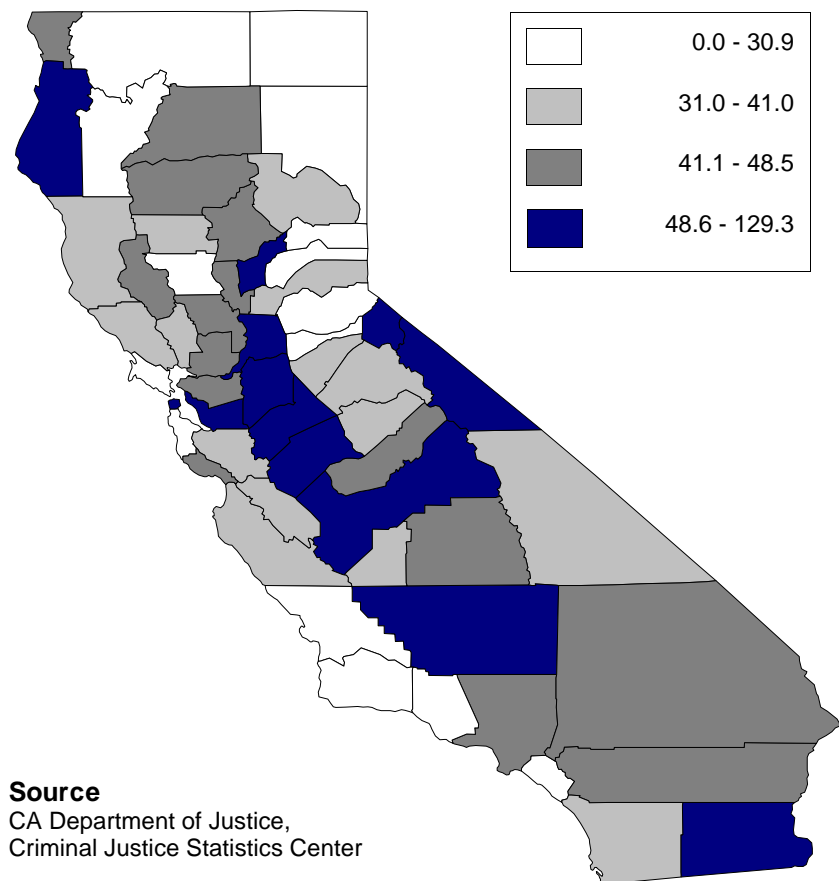 0.0 - 30.9
31.0 - 41.0
41.1 - 48.5
48.6 - 129.3
Source
CA Department of Justice,
Criminal Justice Statistics Center